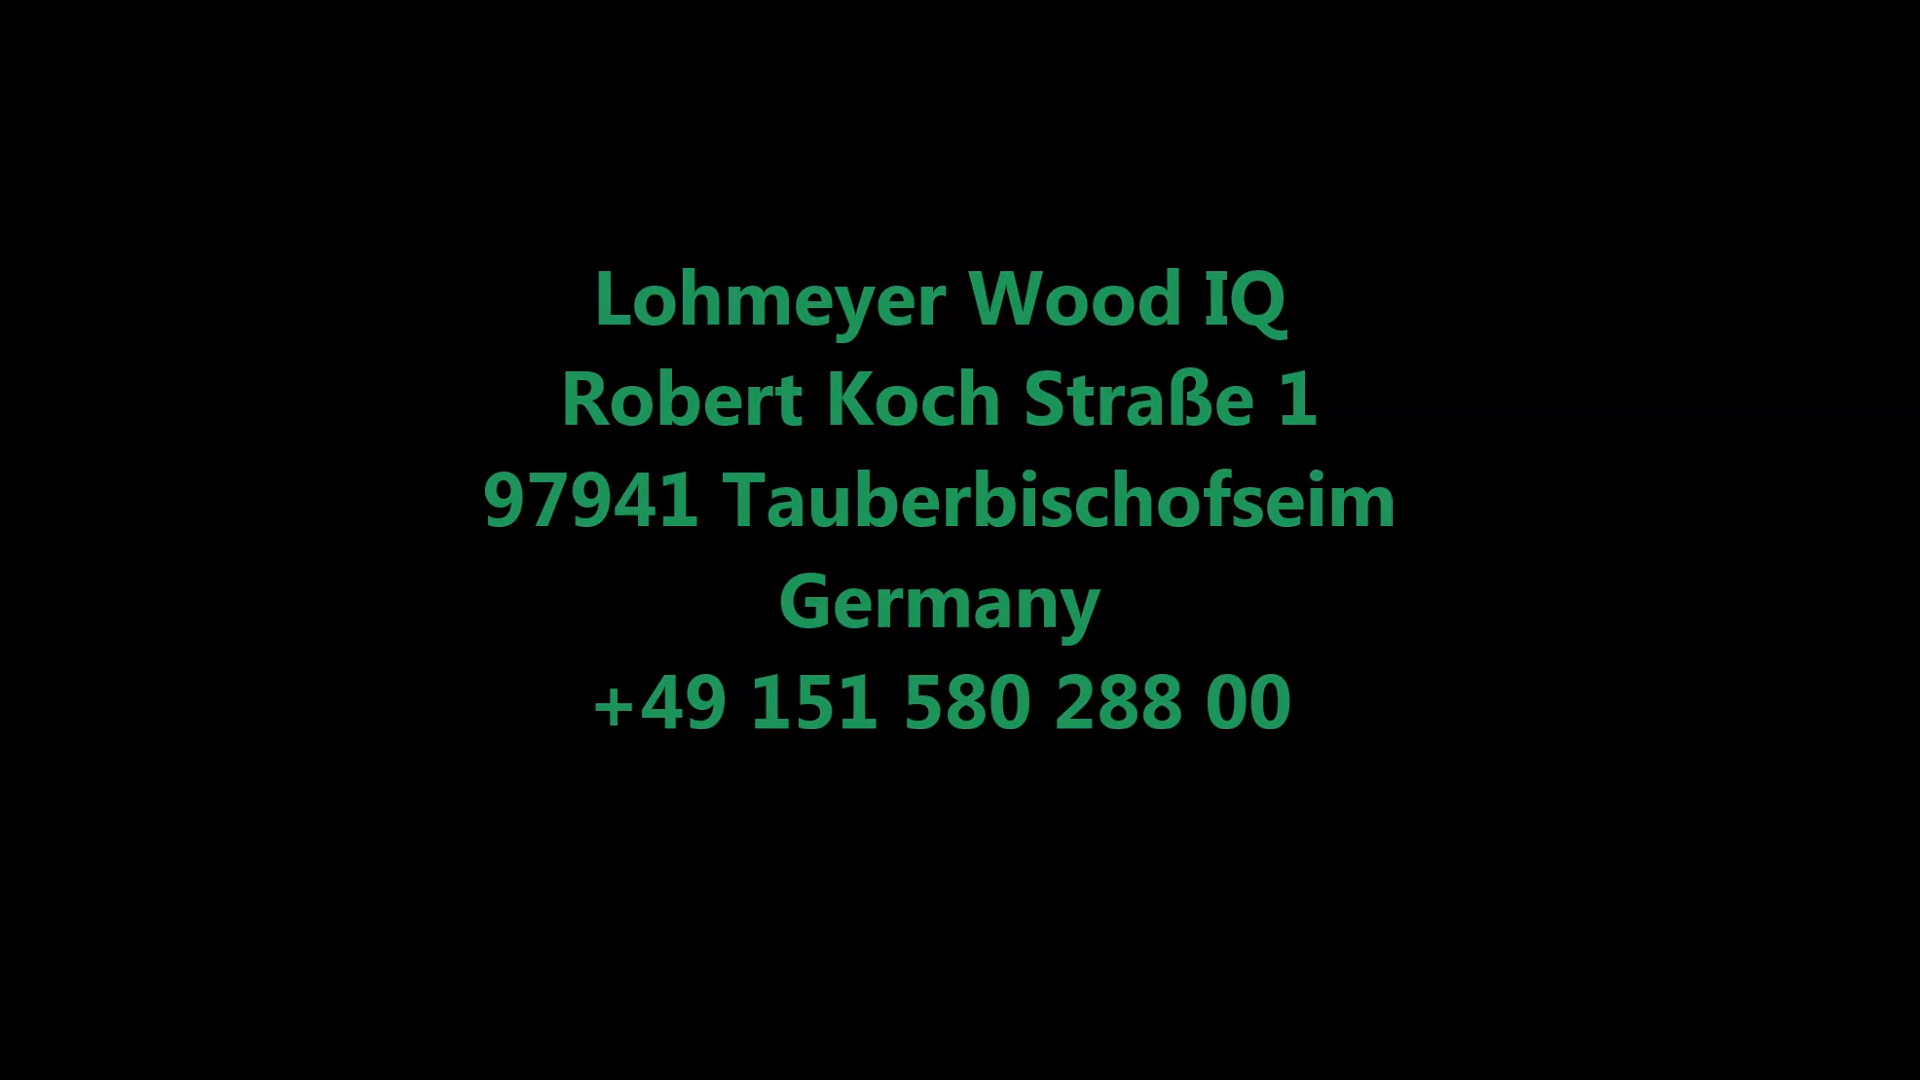 Lohmeyer Wood IQ
Robert Koch Straße 1
97941 Tauberbischofseim
Germany
+49 151 580 288 00